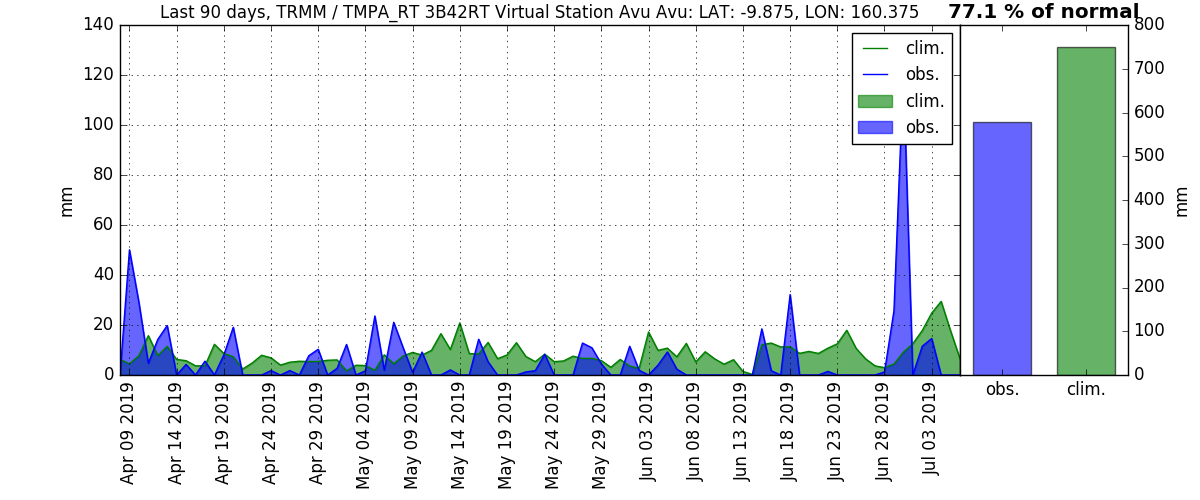 Last 90 days, TRMM / TMPA_RT 3B42RT Virtual Station Avu Avu: LAT: -9.875, LON: 160.375
77.1 % of normal
140
120
100
80
60
40
20
0
mm
clim.
obs.
clim.
obs.
800
700
600
500
400
300
200
100
0
mm
Apr 09 2019
Apr 14 2019
Apr 19 2019
Apr 24 2019
Apr 29 2019
May 04 2019
May 09 2019
May 14 2019
May 19 2019
May 24 2019
May 29 2019
Jun 03 2019
Jun 08 2019
Jun 13 2019
Jun 18 2019
Jun 23 2019
Jun 28 2019
Jul 03 2019
obs.
clim.